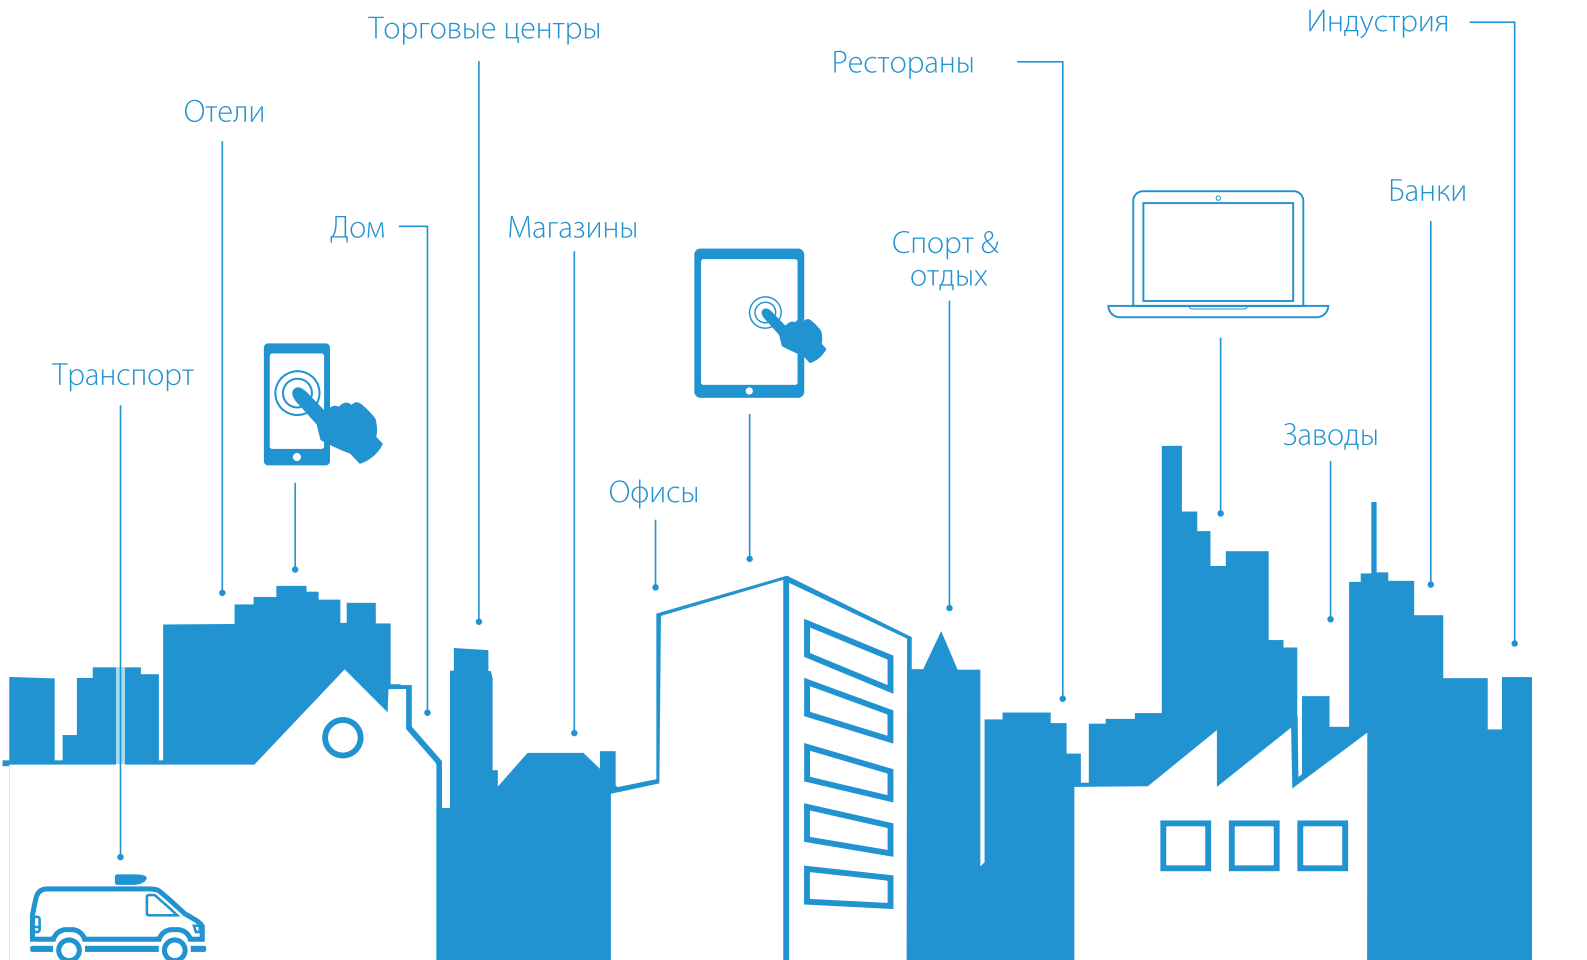 Торговые центры
Индустрия
Рестораны
Отели
Банки
Дом
Магазины
Спорт &
отдых
Транспорт
Заводы
Офисы